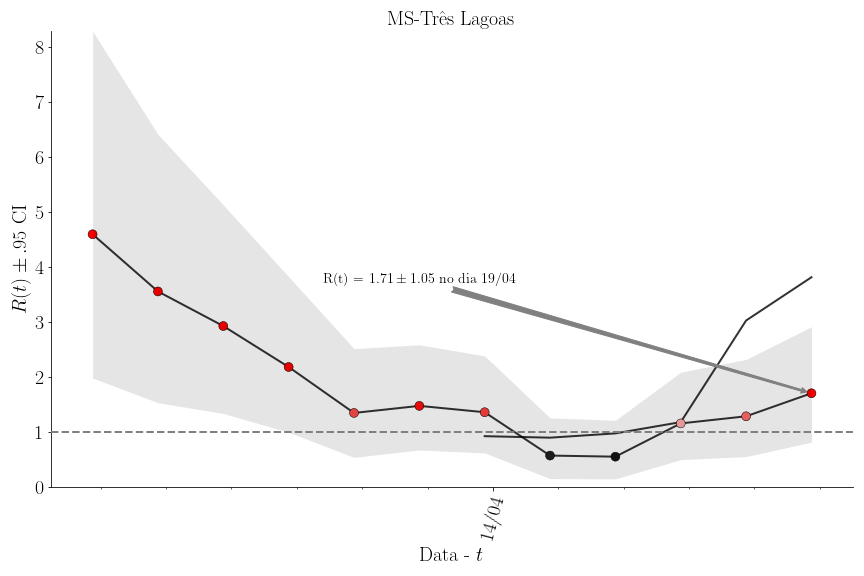 MS-Três Lagoas
8
7
6
5
4
3
2
1
0
R(t) ± .95 CI
R(t) = 1.71 ± 1.05 no dia 19/04
14/04
Data - t